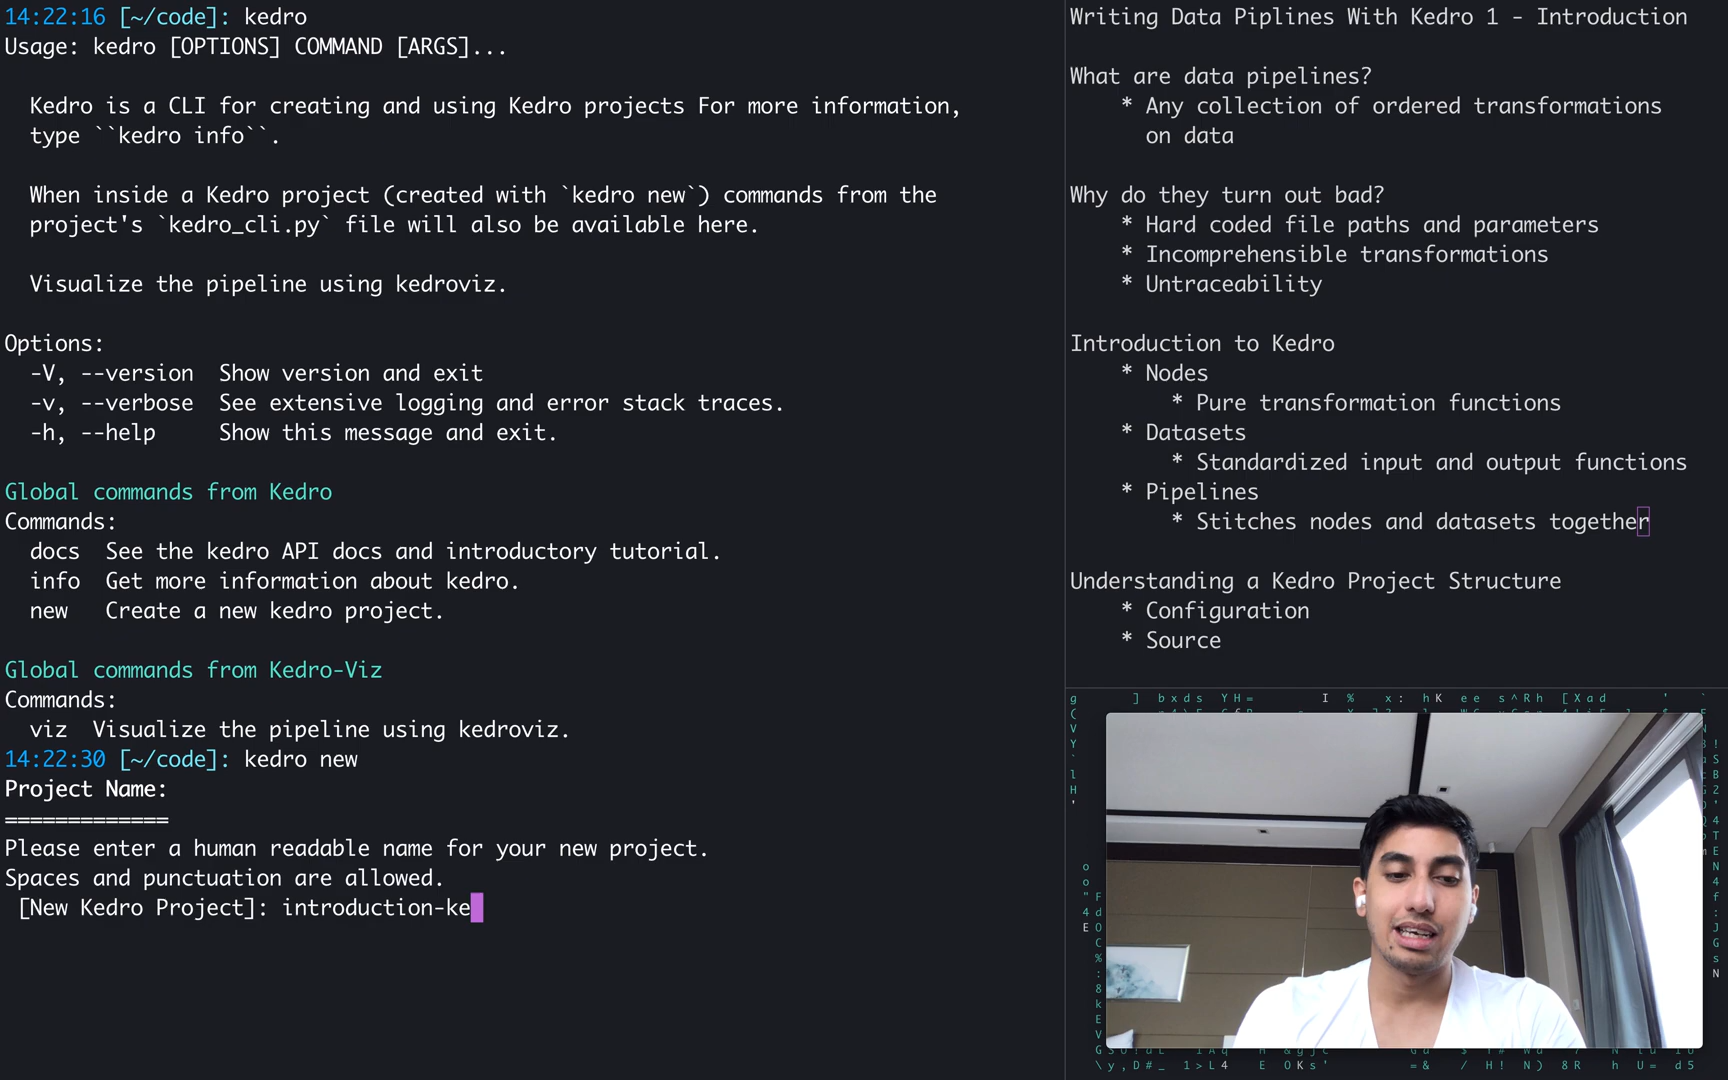 14:22:16 [~/code]: kedro
Usage: kedro [OPTIONS] COMMAND [ARGS]...
Kedro is a CLI for creating and using Kedro projects For more information,
type ``kedro info``.
When inside a Kedro project (created with `kedro new`) commands from the
project's `kedro_cli.py` file will also be available here.
Visualize the pipeline using kedroviz.
Options:
-V, --version  Show version and exit
-v, --verbose  See extensive logging and error stack traces.
-h, --help     Show this message and exit.
Global commands from Kedro
Commands:
docs  See the kedro API docs and introductory tutorial.
info  Get more information about kedro.
new   Create a new kedro project.
Global commands from Kedro-Viz
Commands:
viz  Visualize the pipeline using kedroviz.
14:22:30 [~/code]: kedro new
Project Name:
=============
Please enter a human readable name for your new project.
Spaces and punctuation are allowed.
[New Kedro Project]: introduction-ke
Writing Data Piplines With Kedro 1 - Introduction
What are data pipelines?
* Any collection of ordered transformations
on data
Why do they turn out bad?
* Hard coded file paths and parameters
* Incomprehensible transformations
* Untraceability
Introduction to Kedro
* Nodes
* Pure transformation functions
* Datasets
* Standardized input and output functions
* Pipelines
* Stitches nodes and datasets together
Understanding a Kedro Project Structure
* Configuration
* Source